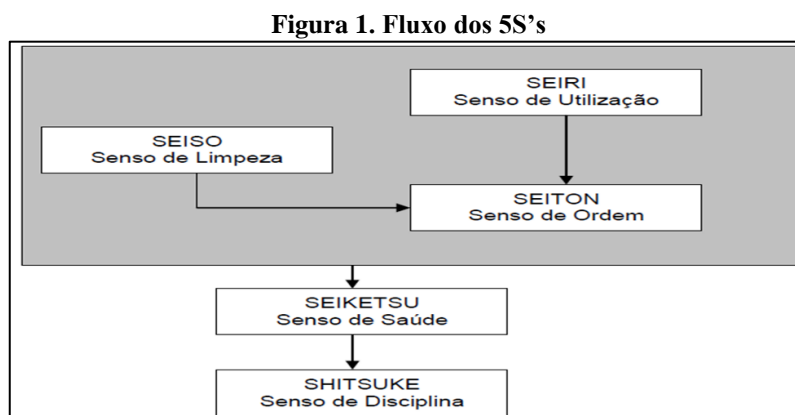 Figura 1. Fluxo dos 5S’s
SEIRI
Senso de Utilização
SEISO
Senso de Limpeza
SEITON
Senso de Ordem
SEIKETSU
Senso de Saúde
SHITSUKE
Senso de Disciplina